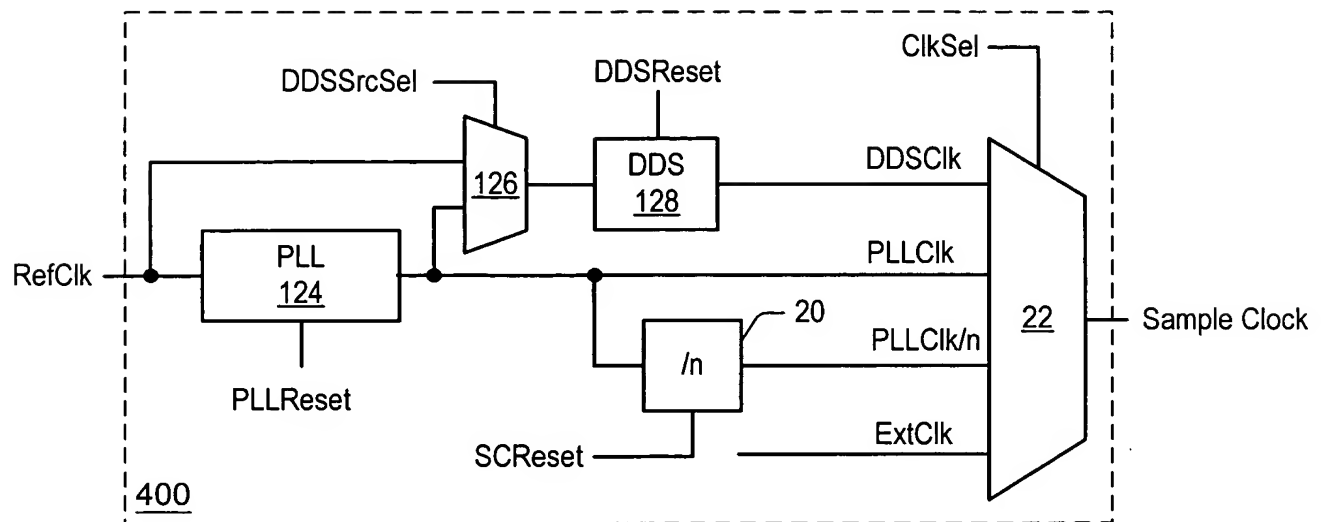 ClkSel
DDSSrcSel
DDSReset
126
DDS
128
DDSClk
RefClk
PLL
124
PLLClk
22
Sample Clock
20
/n
PLLClk/n
PLLReset
SCReset
ExtClk
400